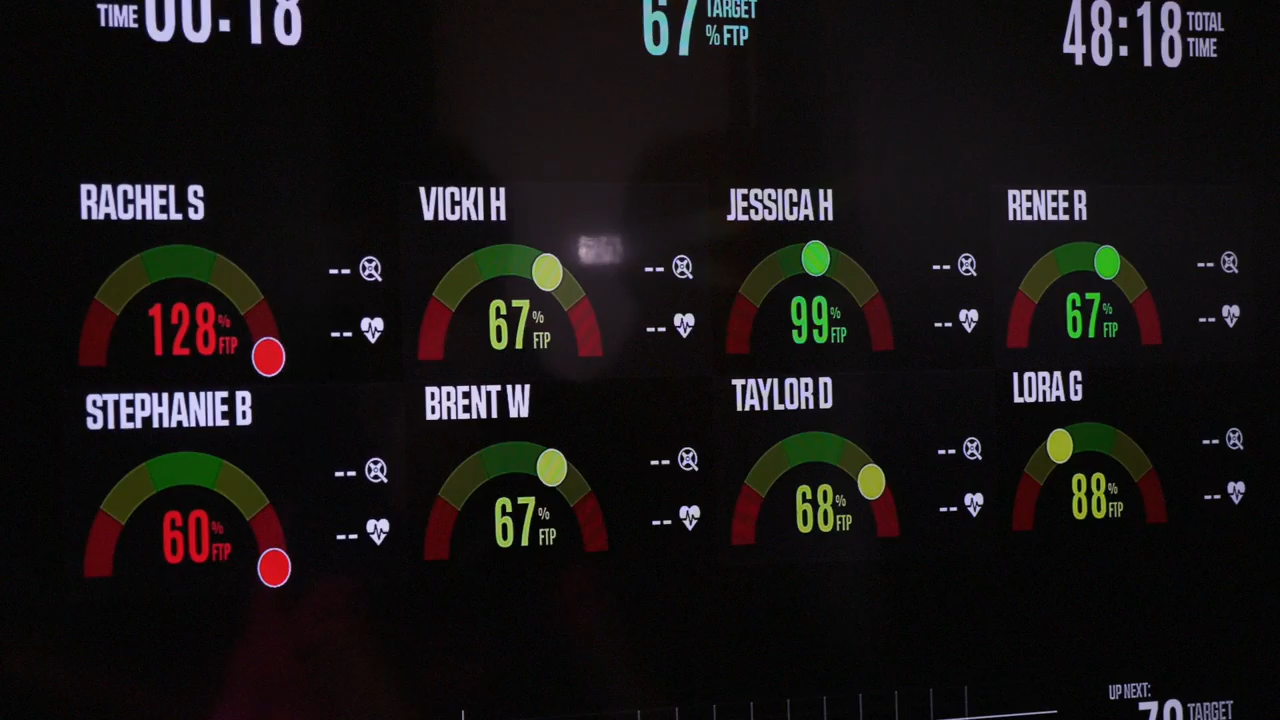 TIME 00:18
67 TARGET % FTP
48:18 TOTAL TIME
RACHEL S
VICKI H
JESSICA H
RENEE R
--
--
--
--
128 % FTP
--
67 % FTP
--
99 % FTP
--
67 % FTP
--
STEPHANIE B
BRENT W
TAYLOR D
LORA G
--
--
--
--
60 % FTP
--
67 % FTP
--
68 % FTP
--
88 % FTP
--
UP NEXT:
TARGET